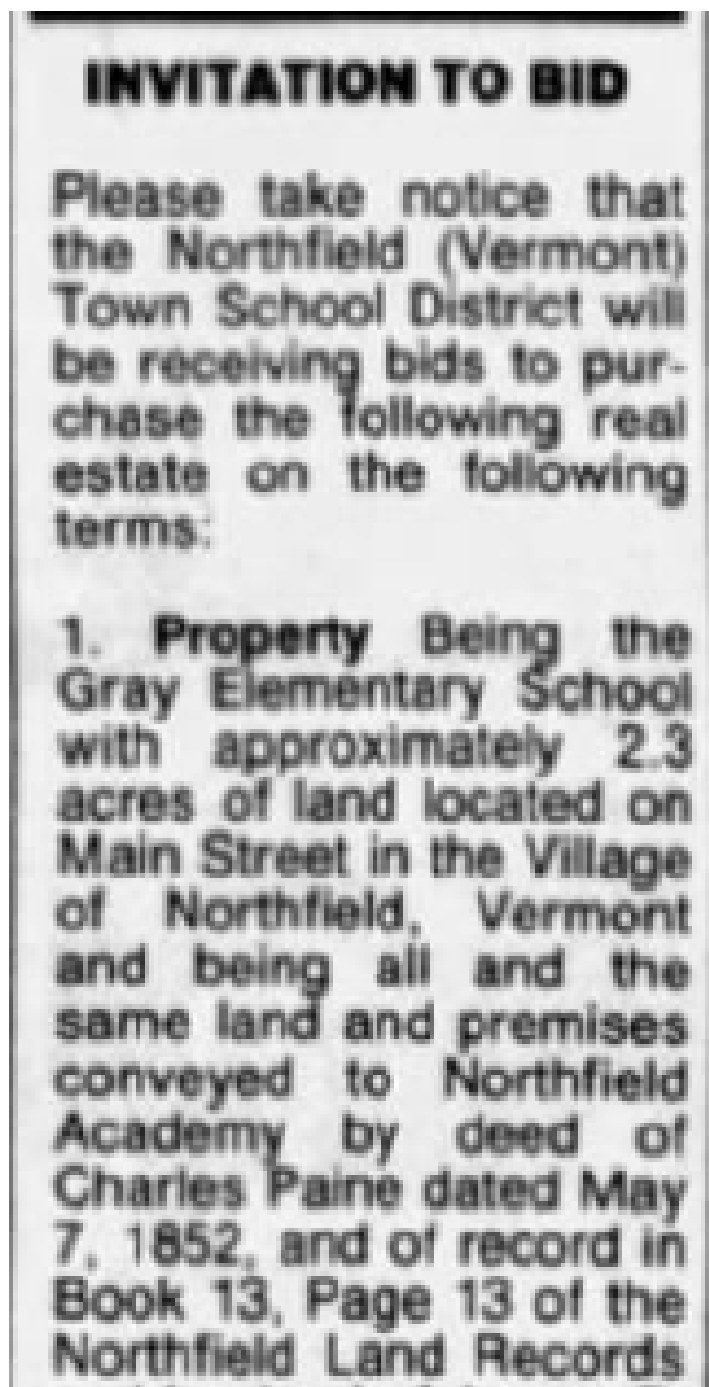 INVITATION TO BID
Please take notice that
the Northfield (Vermont)
Town School District will
be receiving bids to pur-
chase the following real
estate on the following
terms:
1. Property Being the
Gray Elementary School
with approximately 2.3
acres of land located on
Main Street in the Village
of Northfield, Vermont
and being all and the
same land and premises
conveyed to Northfield
Academy by deed of
Charles Paine dated May
7, 1852, and of record in
Book 13, Page 13 of the
Northfield Land Records